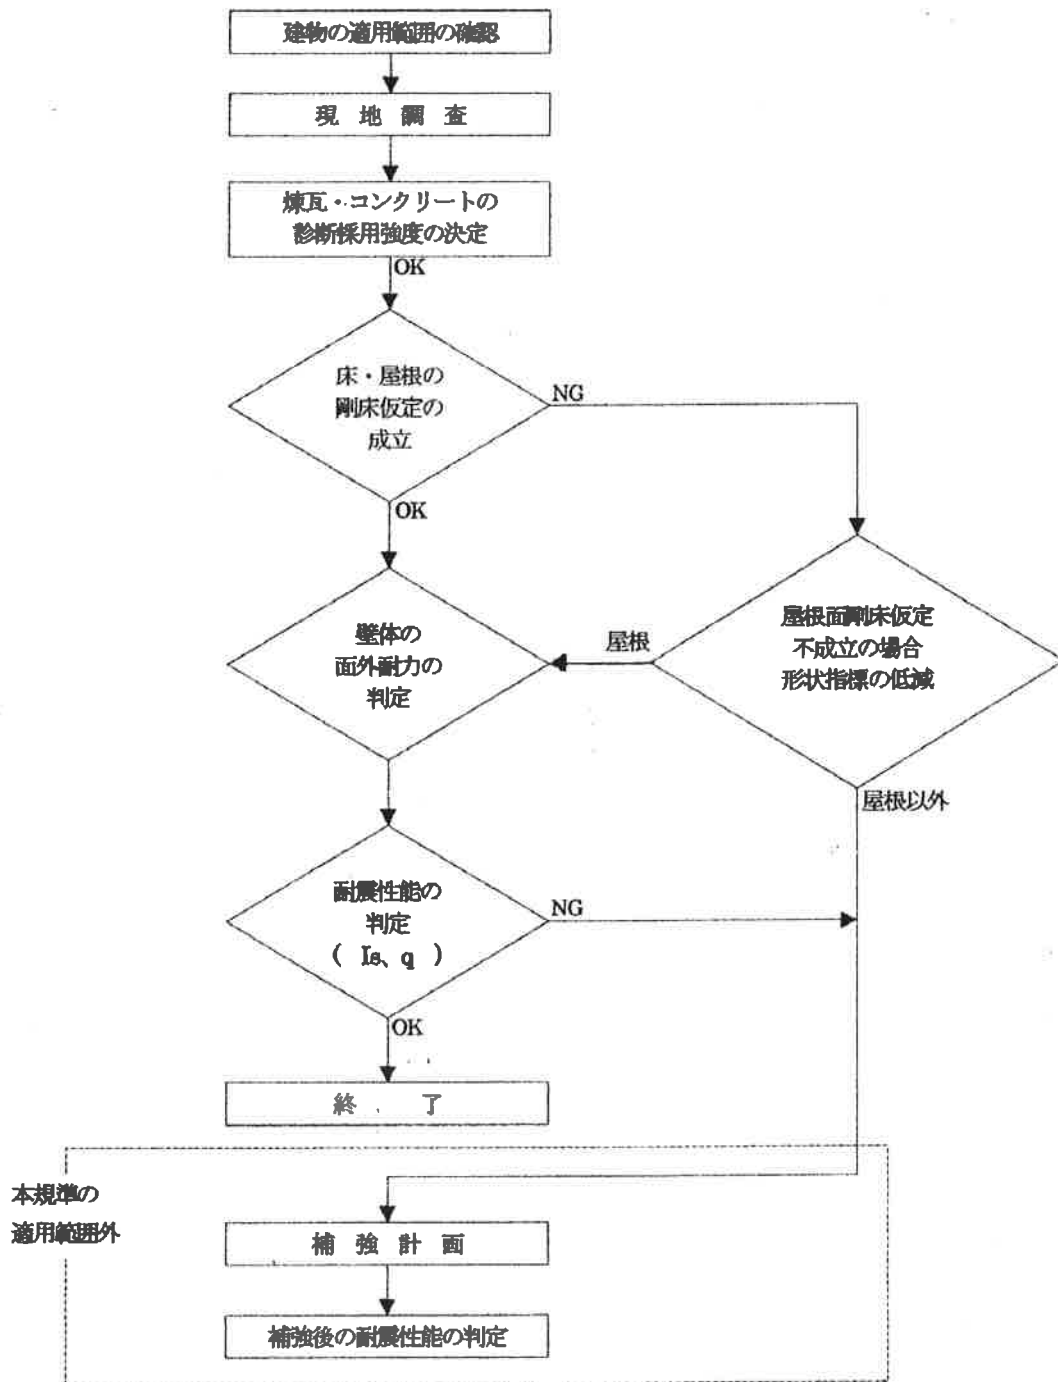 建物の適用範囲の確認
現 地 調 査
煉瓦・コンクリートの
診断採用強度の決定
OK
床・屋根の
剛床仮定の
成立
NG
OK
屋根面剛床仮定
不成立の場合
形状指標の低減
屋根
壁体の
面外耐力の
判定
屋根以外
耐震性能の
判定
( Is、q )
NG
OK
終 了
本規準の
適用範囲外
補 強 計 画
補強後の耐震性能の判定